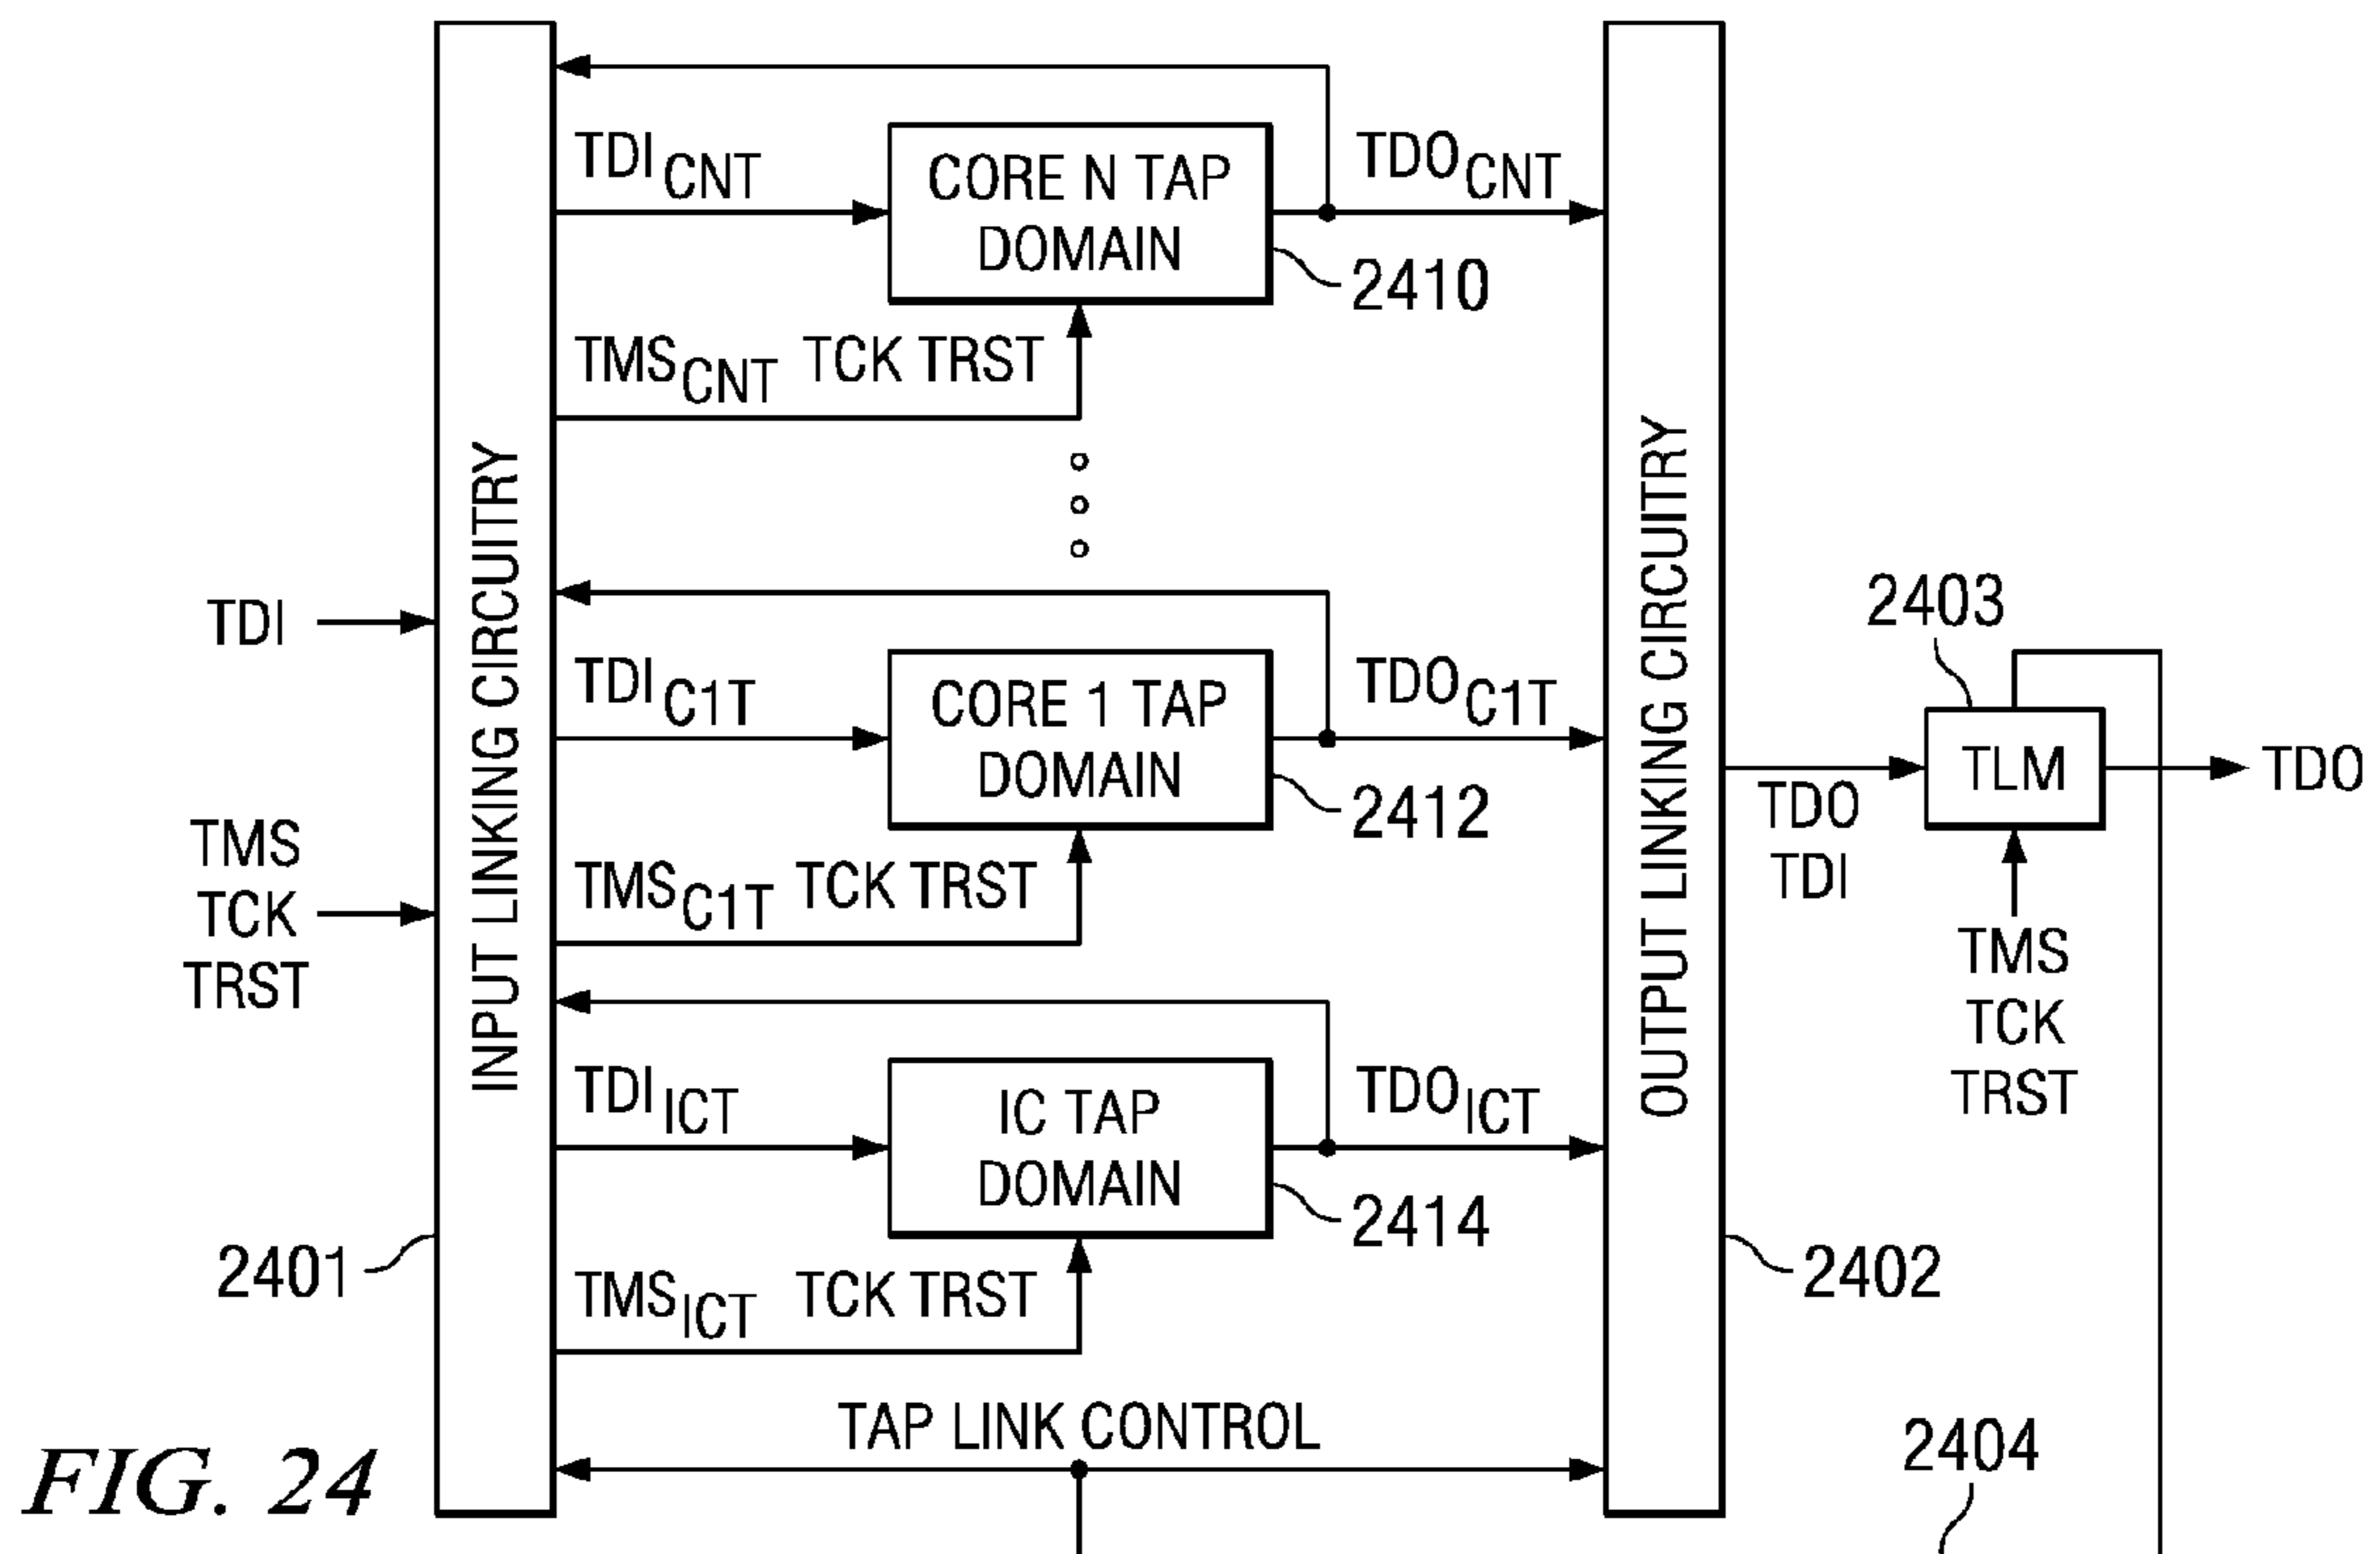 TDI CNT
CORE N TAP
DOMAIN
TDO CNT
2410
TMS CNT TCK TRST
INPUT LINKING CIRCUITRY
OUTPUT LINKING CIRCUITRY
TDI
TDI C1T
CORE 1 TAP
DOMAIN
TDO C1T
2412
TMS C1T TCK TRST
2403
TLM
TDO
TDO
TDI
TMS
TCK
TRST
TMS
TCK
TRST
TDI ICT
IC TAP
DOMAIN
TDO ICT
2414
TMS ICT TCK TRST
2401
2402
TAP LINK CONTROL
2404
FIG. 24